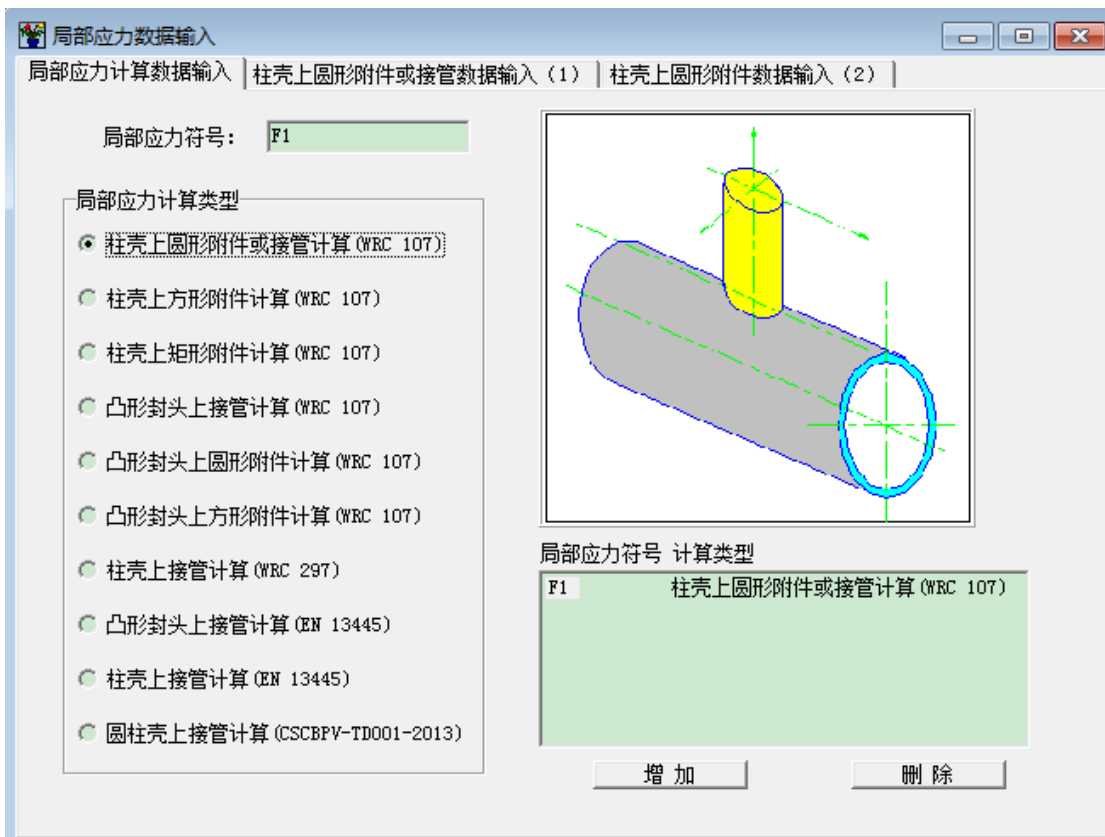 局部应力数据输入
局部应力计算数据输入 柱壳上圆形附件或接管数据输入（1） 柱壳上圆形附件数据输入（2）
局部应力符号： F1
局部应力计算类型
柱壳上圆形附件或接管计算(WRC 107)
柱壳上方形附件计算(WRC 107)
柱壳上矩形附件计算(WRC 107)
凸形封头上接管计算(WRC 107)
凸形封头上圆形附件计算(WRC 107)
凸形封头上方形附件计算(WRC 107)
柱壳上接管计算(WRC 297)
凸形封头上接管计算(EN 13445)
柱壳上接管计算(EN 13445)
圆柱壳上接管计算(CSCBPV-TD001-2013)
局部应力符号 计算类型
F1 柱壳上圆形附件或接管计算(WRC 107)
增 加 删 除